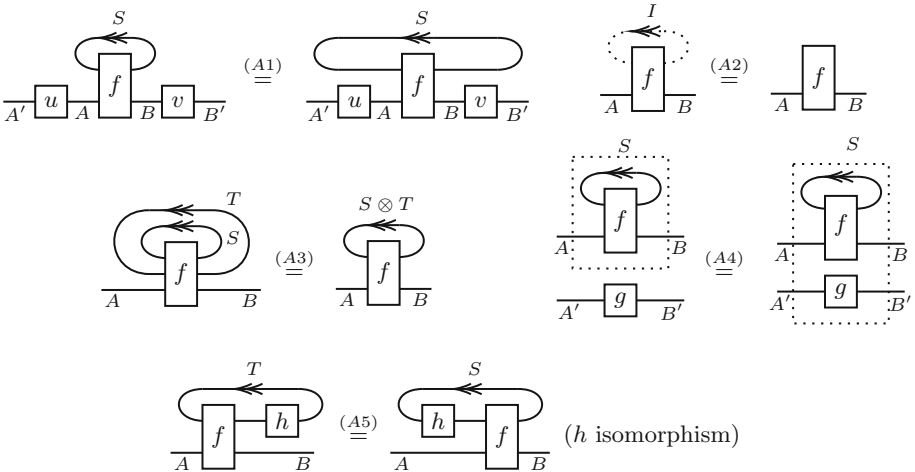 S S I
f (A1) = f f (A2) = f
u v u v
A' A B B' A' A B B' A B A B
T S S
S S ⊗ T
f (A3) = f f (A4) = f
A B A B A B A B
g g
A' B' A' B'
T S
f h (A5) = h f (h isomorphism)
A B A B